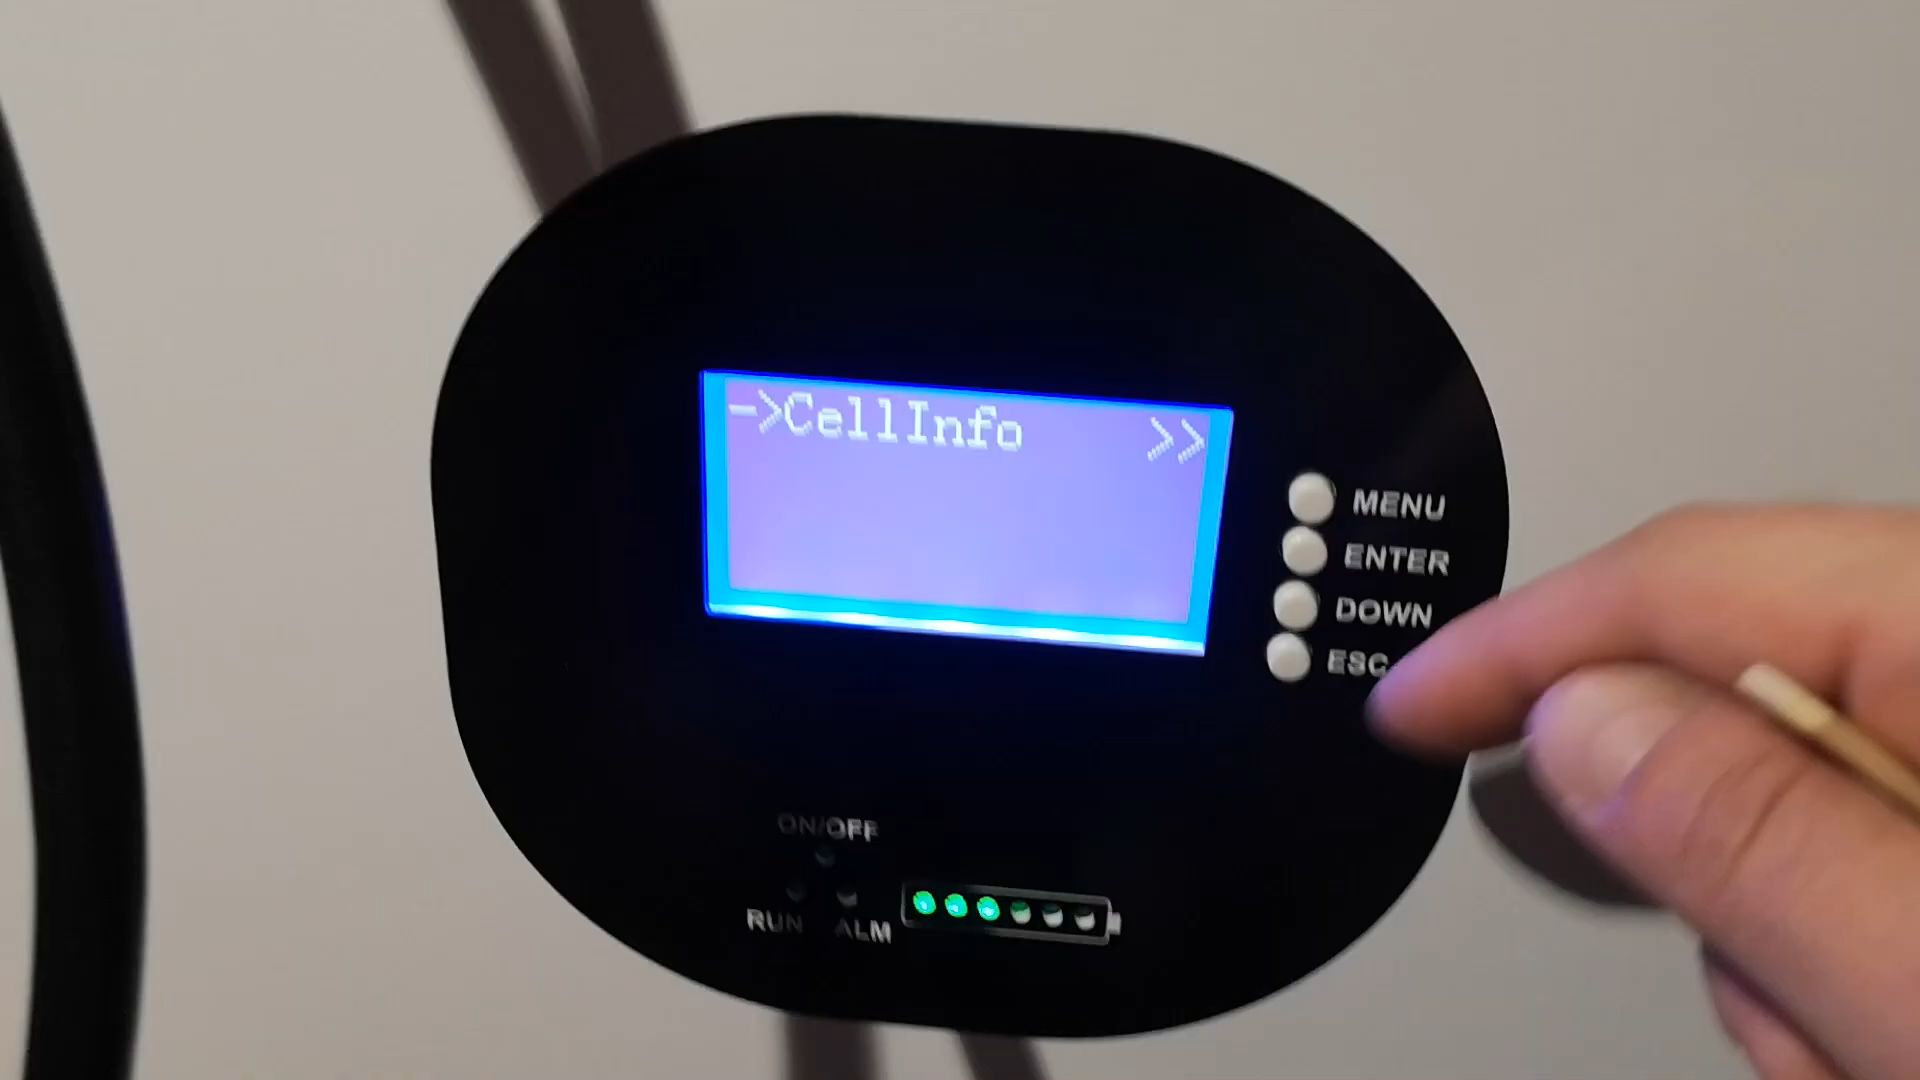 ->CellInfo >>
MENU
ENTER
DOWN
ESC
ON/OFF
RUN ALM